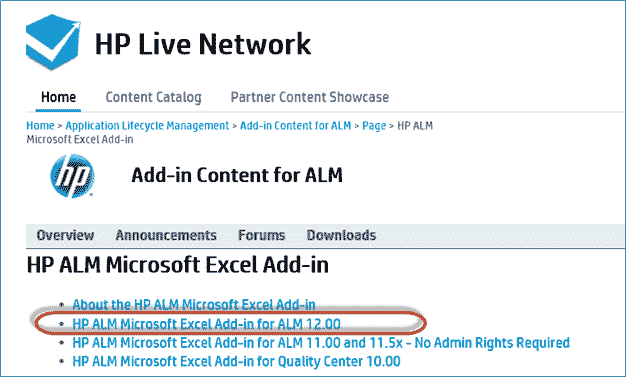 HP Live Network
Home Content Catalog Partner Content Showcase
Home > Application Lifecycle Management > Add-in Content for ALM > Page > HP ALM
Microsoft Excel Add-in
hp
Add-in Content for ALM
Overview Announcements Forums Downloads
HP ALM Microsoft Excel Add-in
• About the HP ALM Microsoft Excel Add-in
• HP ALM Microsoft Excel Add-in for ALM 12.00
• HP ALM Microsoft Excel Add-in for ALM 11.00 and 11.5x - No Admin Rights Required
• HP ALM Microsoft Excel Add-in for Quality Center 10.00